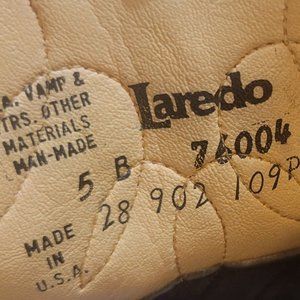 .A. VAMP &
TRS. OTHER
MATERIALS
MAN-MADE
Laredo
74004
5 B
28 902 109P
MADE
IN
U.S.A.